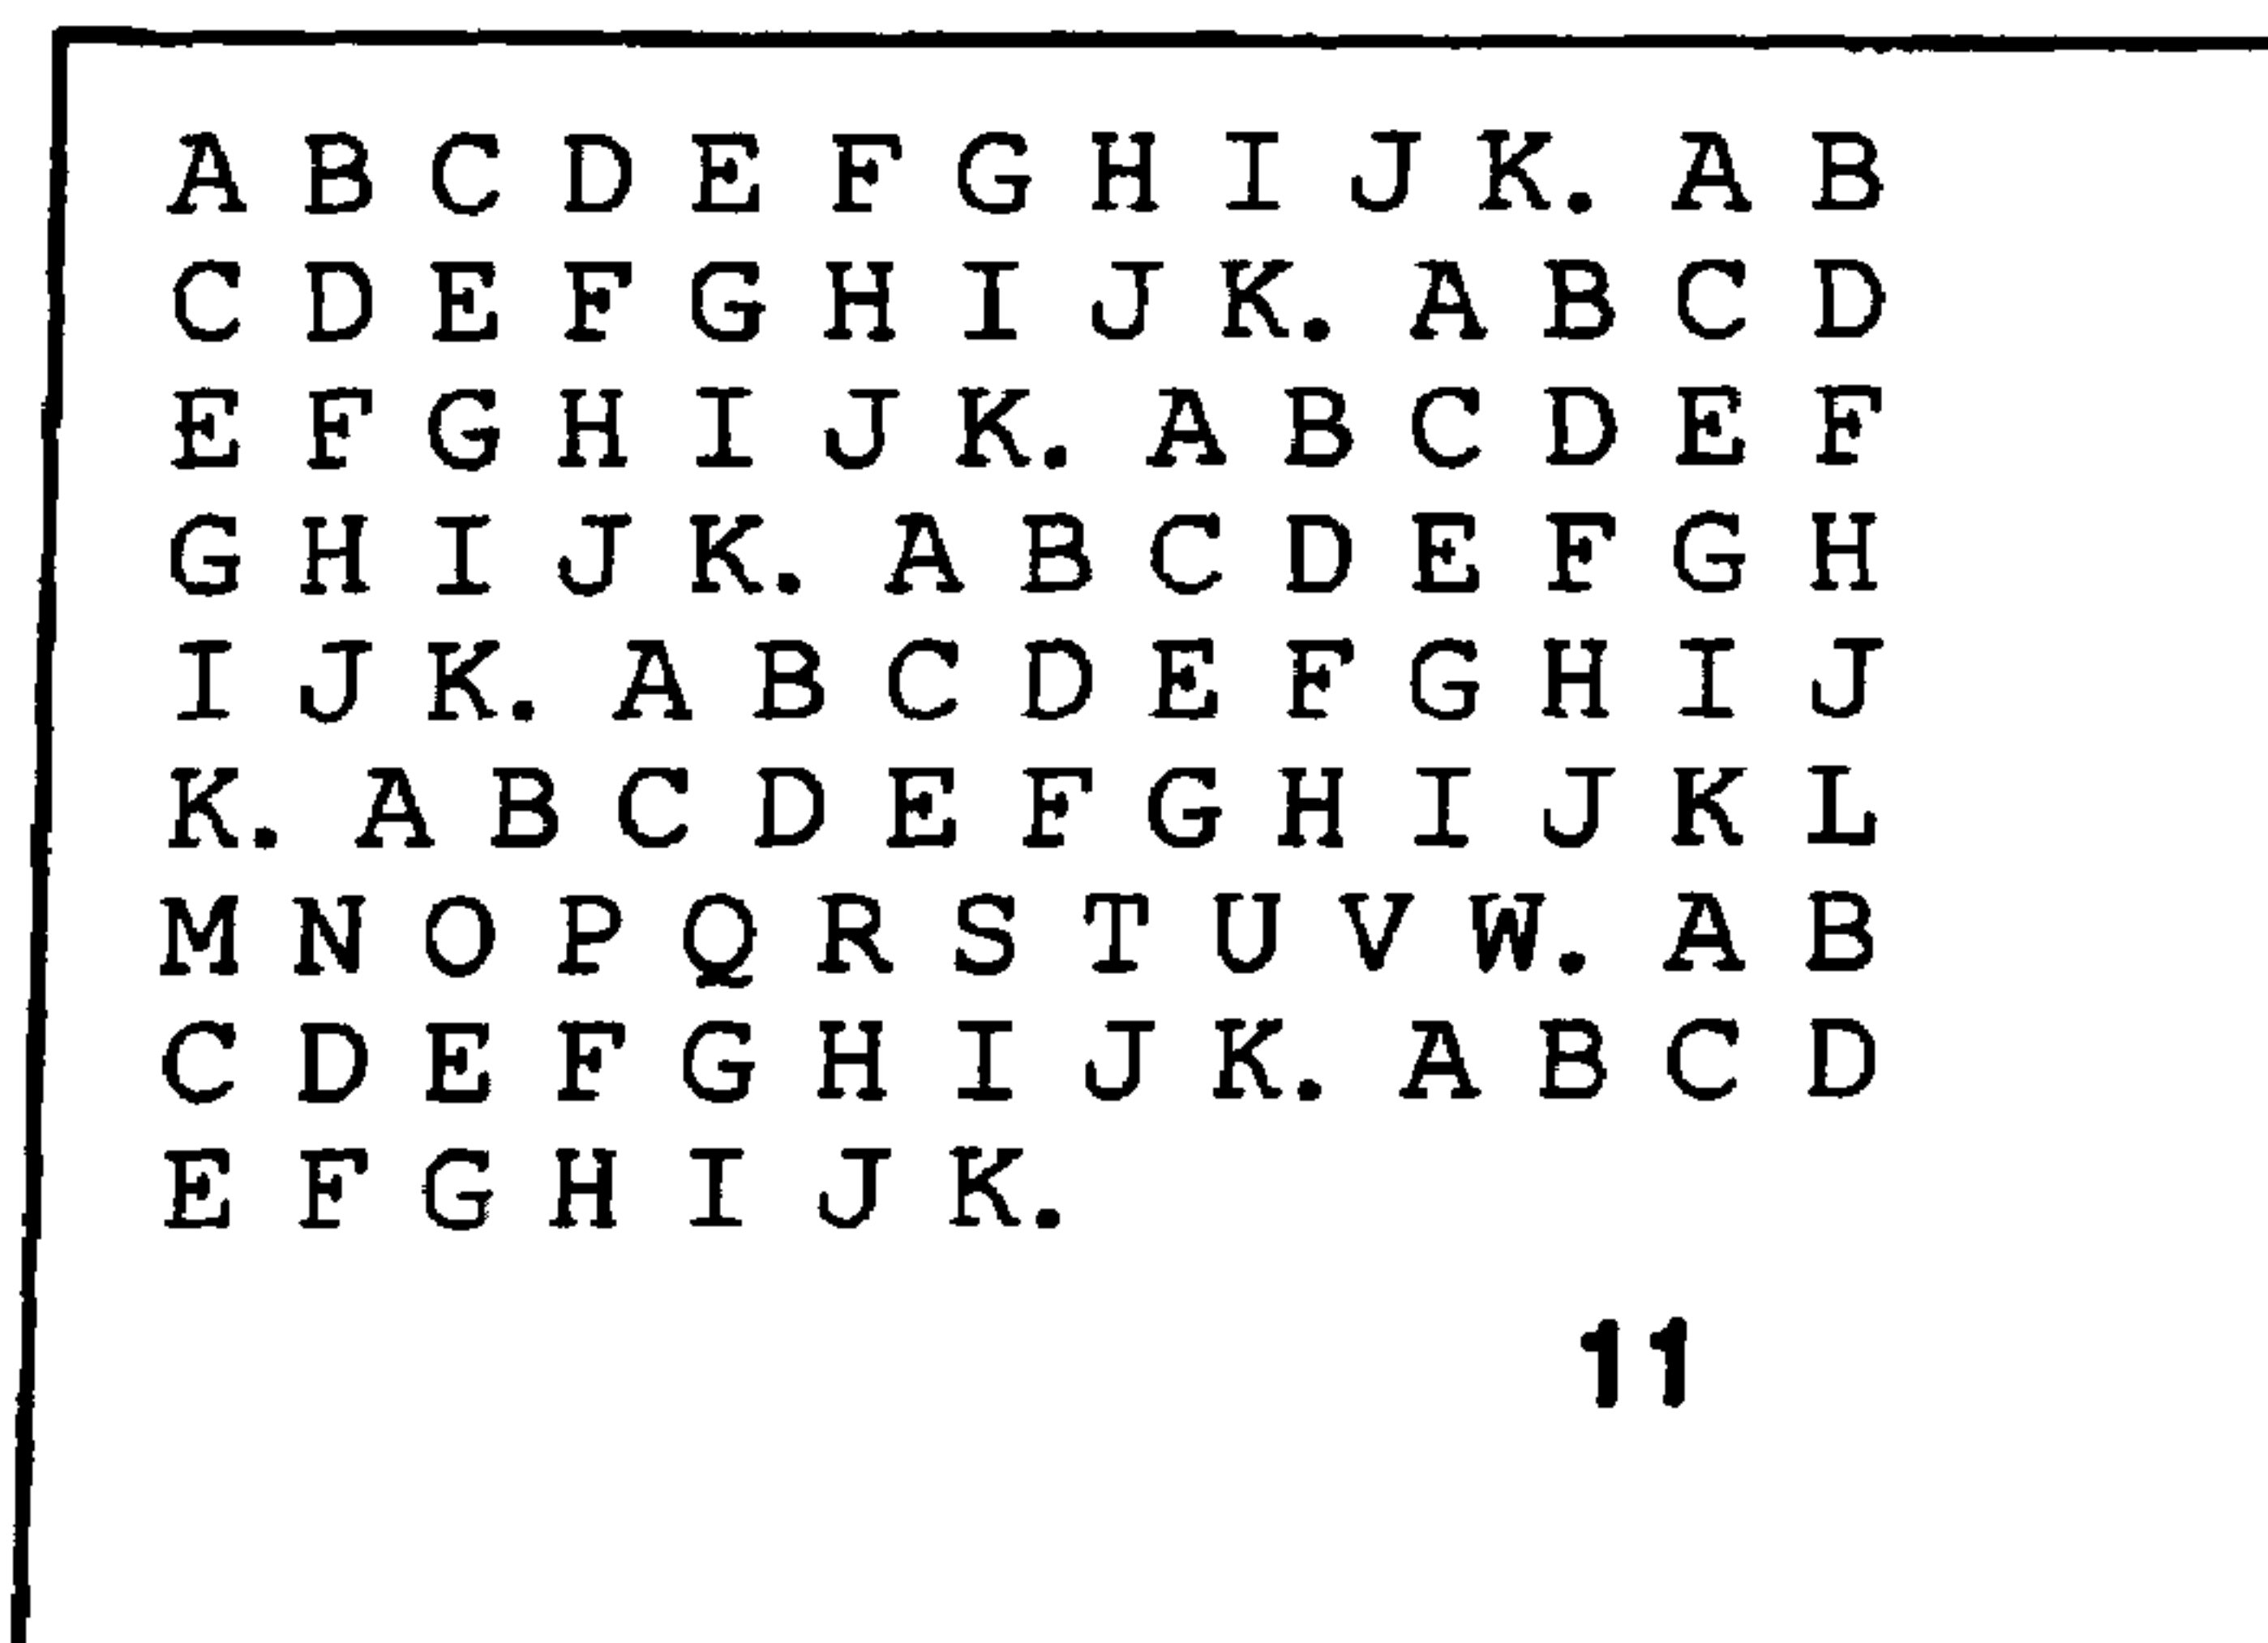 A B C D E F G H I J K. A B
C D E F G H I J K. A B C D
E F G H I J K. A B C D E F
G H I J K. A B C D E F G H
I J K. A B C D E F G H I J
K. A B C D E F G H I J K L
M N O P Q R S T U V W. A B
C D E F G H I J K. A B C D
E F G H I J K.
11